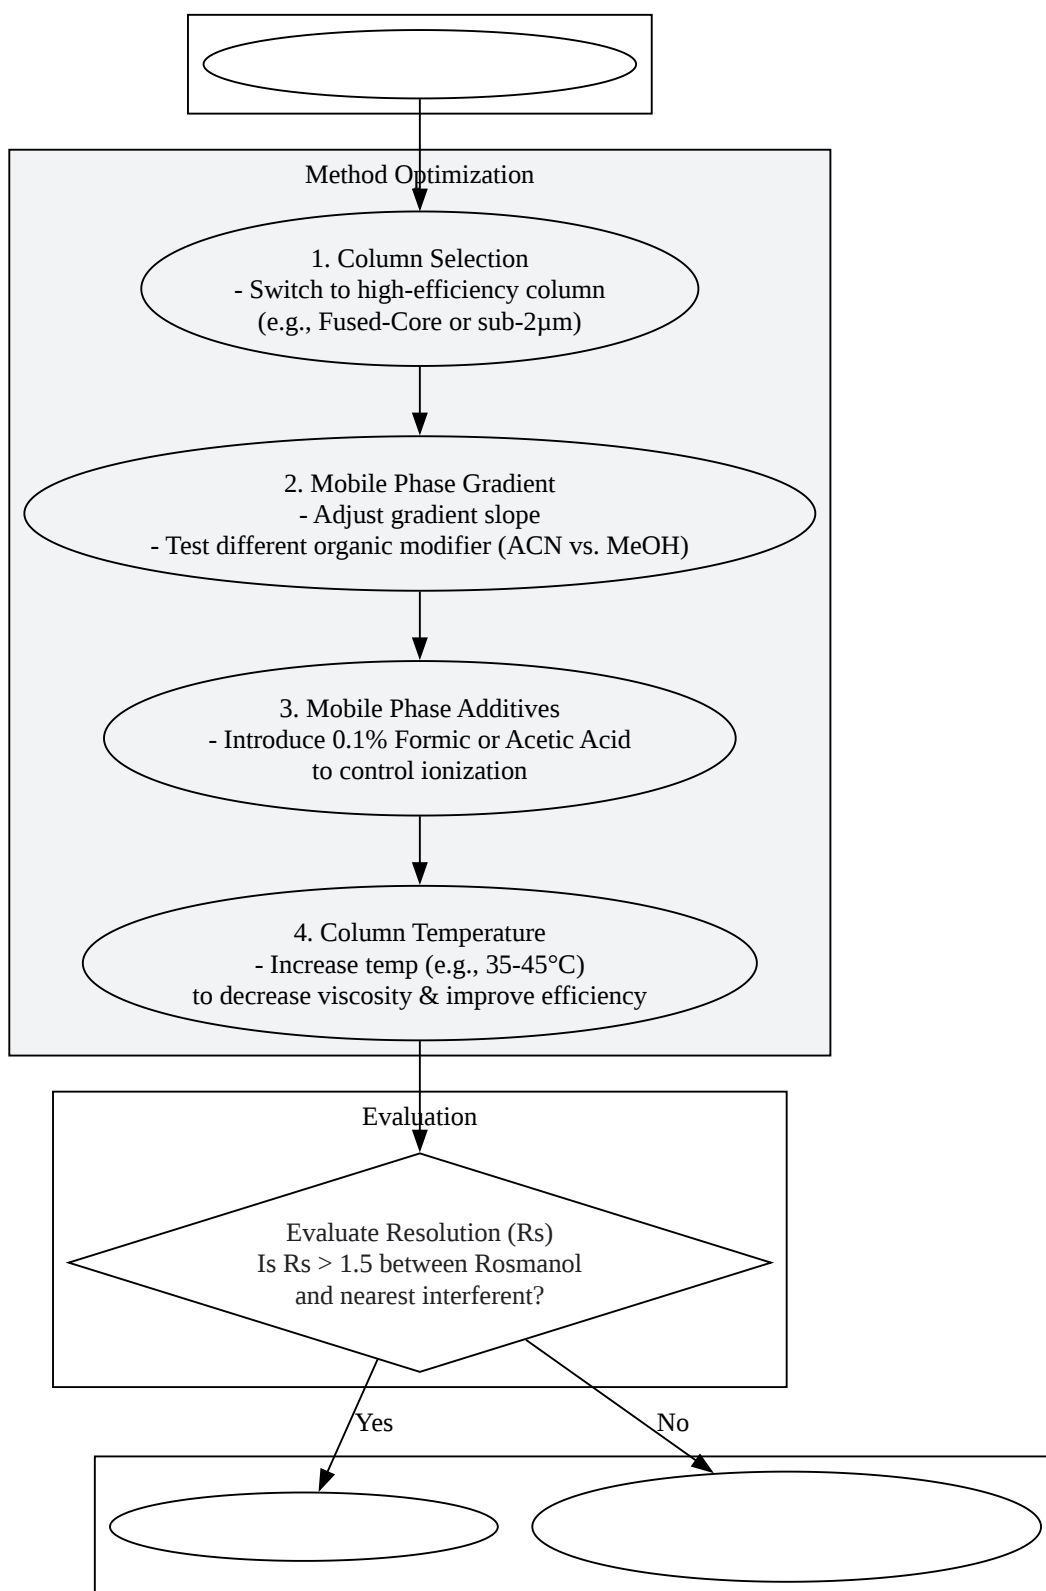 Method Optimization
1. Column Selection
- Switch to high-efficiency column
(e.g., Fused-Core or sub-2µm)
2. Mobile Phase Gradient
- Adjust gradient slope
- Test different organic modifier (ACN vs. MeOH)
3. Mobile Phase Additives
- Introduce 0.1% Formic or Acetic Acid
to control ionization
4. Column Temperature
- Increase temp (e.g., 35-45°C)
to decrease viscosity & improve efficiency
Evaluation
Evaluate Resolution (Rs)
Is Rs > 1.5 between Rosmanol
and nearest interferent?
Yes
No